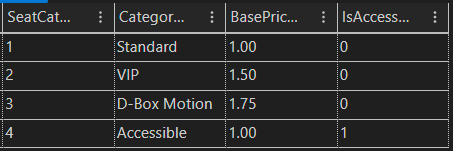 SeatCat... Categor... BasePric... IsAccess...
1 Standard 1.00 0
2 VIP 1.50 0
3 D-Box Motion 1.75 0
4 Accessible 1.00 1